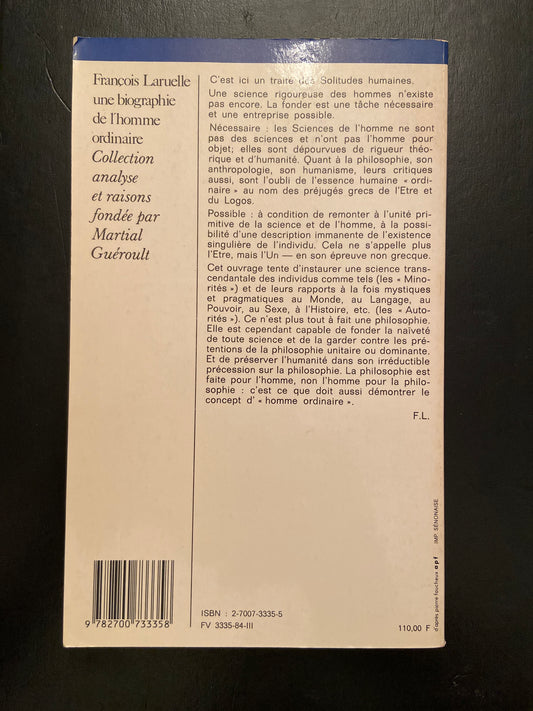 François Laruelle
une biographie
de l'homme
ordinaire
Collection
analyse
et raisons
fondée par
Martial
Guéroult
C'est ici un traité des Solitudes humaines.
Une science rigoureuse des hommes n'existe
pas encore. La fonder est une tâche nécessaire
et une entreprise possible.
Nécessaire : les Sciences de l'homme ne sont
pas des sciences et n'ont pas l'homme pour
objet; elles sont dépourvues de rigueur théo-
rique et d'humanité. Quant à la philosophie, son
anthropologie, son humanisme, leurs critiques
aussi, sont l'oubli de l'essence humaine « ordi-
naire » au nom des préjugés grecs de l'Etre et
du Logos.
Possible : à condition de remonter à l'unité pri-
mitive de la science et de l'homme, à la possi-
bilité d'une description immanente de l'existence
singulière de l'individu. Cela ne s'appelle plus
l'Etre, mais l'Un — en son épreuve non grecque.
Cet ouvrage tente d'instaurer une science trans-
cendantale des individus comme tels (les « Mino-
rités ») et de leurs rapports à la fois mystiques
et pragmatiques au Monde, au Langage, au
Pouvoir, au Sexe, à l'Histoire, etc. (les « Auto-
rités »). Ce n'est plus tout à fait une philosophie.
Elle est cependant capable de fonder la naïveté
de toute science et de la garder contre les pré-
tentions de la philosophie unitaire ou dominante.
Et de préserver l'humanité dans son irréductible
précession sur la philosophie. La philosophie est
faite pour l'homme, non l'homme pour la philo-
sophie : c'est ce que doit aussi démontrer le
concept d' « homme ordinaire ».
F.L.
9 782700 733358
ISBN : 2-7007-3335-5
FV 3335-84-III
110,00 F
d'après pierre faucheux apf IMP. SÉNONAISE